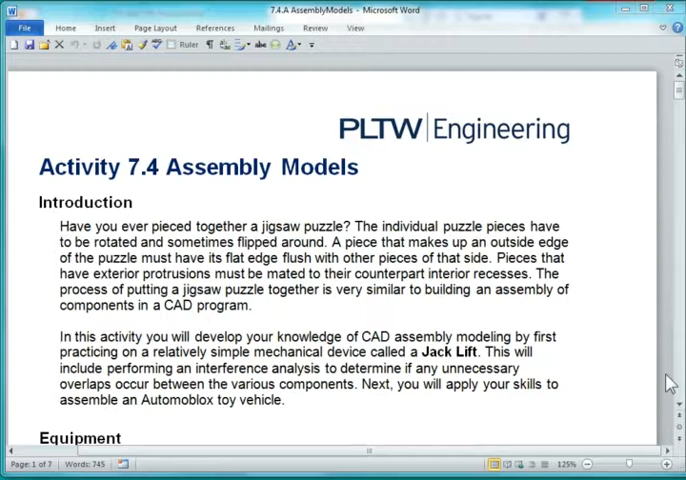 7.4.A AssemblyModels - Microsoft Word
File Home Insert Page Layout References Mailings Review View
Ruler
PLTW Engineering
Activity 7.4 Assembly Models
Introduction
Have you ever pieced together a jigsaw puzzle? The individual puzzle pieces have
to be rotated and sometimes flipped around. A piece that makes up an outside edge
of the puzzle must have its flat edge flush with other pieces of that side. Pieces that
have exterior protrusions must be mated to their counterpart interior recesses. The
process of putting a jigsaw puzzle together is very similar to building an assembly of
components in a CAD program.
In this activity you will develop your knowledge of CAD assembly modeling by first
practicing on a relatively simple mechanical device called a Jack Lift. This will
include performing an interference analysis to determine if any unnecessary
overlaps occur between the various components. Next, you will apply your skills to
assemble an Automoblox toy vehicle.
Equipment
Page: 1 of 7 Words: 745 125%